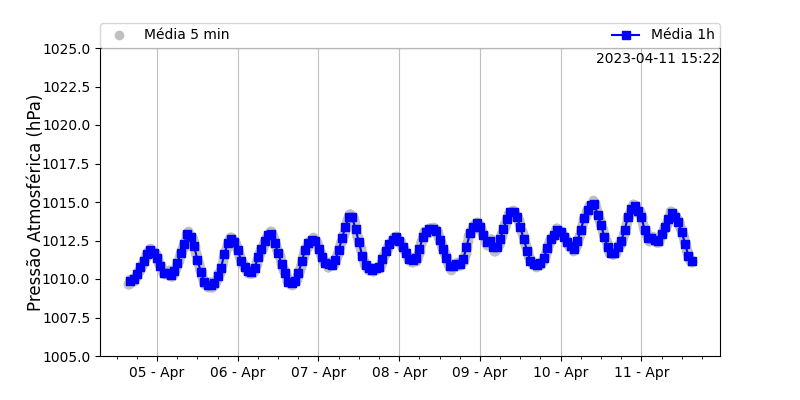 Média 5 min
Média 1h
2023-04-11 15:22
Pressão Atmosférica (hPa)
1025.0
1022.5
1020.0
1017.5
1015.0
1012.5
1010.0
1007.5
1005.0
05 - Apr
06 - Apr
07 - Apr
08 - Apr
09 - Apr
10 - Apr
11 - Apr